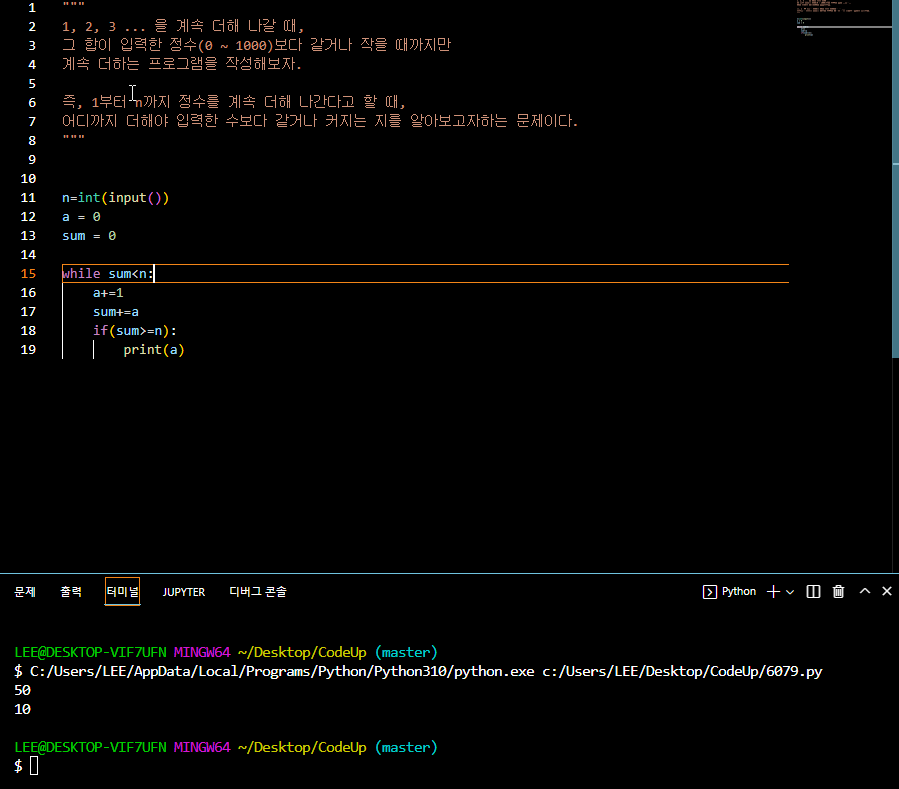 1 """
2 1, 2, 3 ... 을 계속 더해 나갈 때,
3 그 합이 입력한 정수(0 ~ 1000)보다 같거나 작을 때까지만
4 계속 더하는 프로그램을 작성해보자.
5
6 즉, 1부터 n까지 정수를 계속 더해 나간다고 할 때,
7 어디까지 더해야 입력한 수보다 같거나 커지는 지를 알아보고자하는 문제이다.
8 """
9
10
11 n=int(input())
12 a = 0
13 sum = 0
14
15 while sum<n:
16 a+=1
17 sum+=a
18 if(sum>=n):
19 print(a)
문제 출력 터미널 JUPYTER 디버그 콘솔 Python
LEE@DESKTOP-VIF7UFN MINGW64 ~/Desktop/CodeUp (master)
$ C:/Users/LEE/AppData/Local/Programs/Python/Python310/python.exe c:/Users/LEE/Desktop/CodeUp/6079.py
50
10
LEE@DESKTOP-VIF7UFN MINGW64 ~/Desktop/CodeUp (master)
$